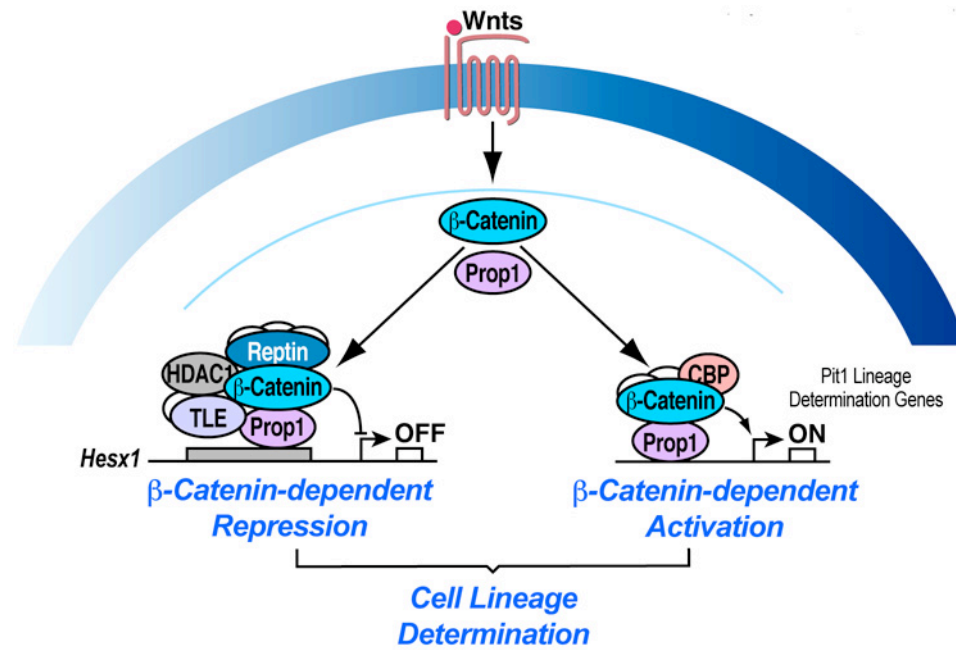 Wnts
β-Catenin
Prop1
Reptin
HDAC1
β-Catenin
TLE
Prop1
OFF
Hesx1
CBP
β-Catenin
Prop1
ON
Pit1 Lineage
Determination Genes
β-Catenin-dependent
Repression
β-Catenin-dependent
Activation
Cell Lineage
Determination